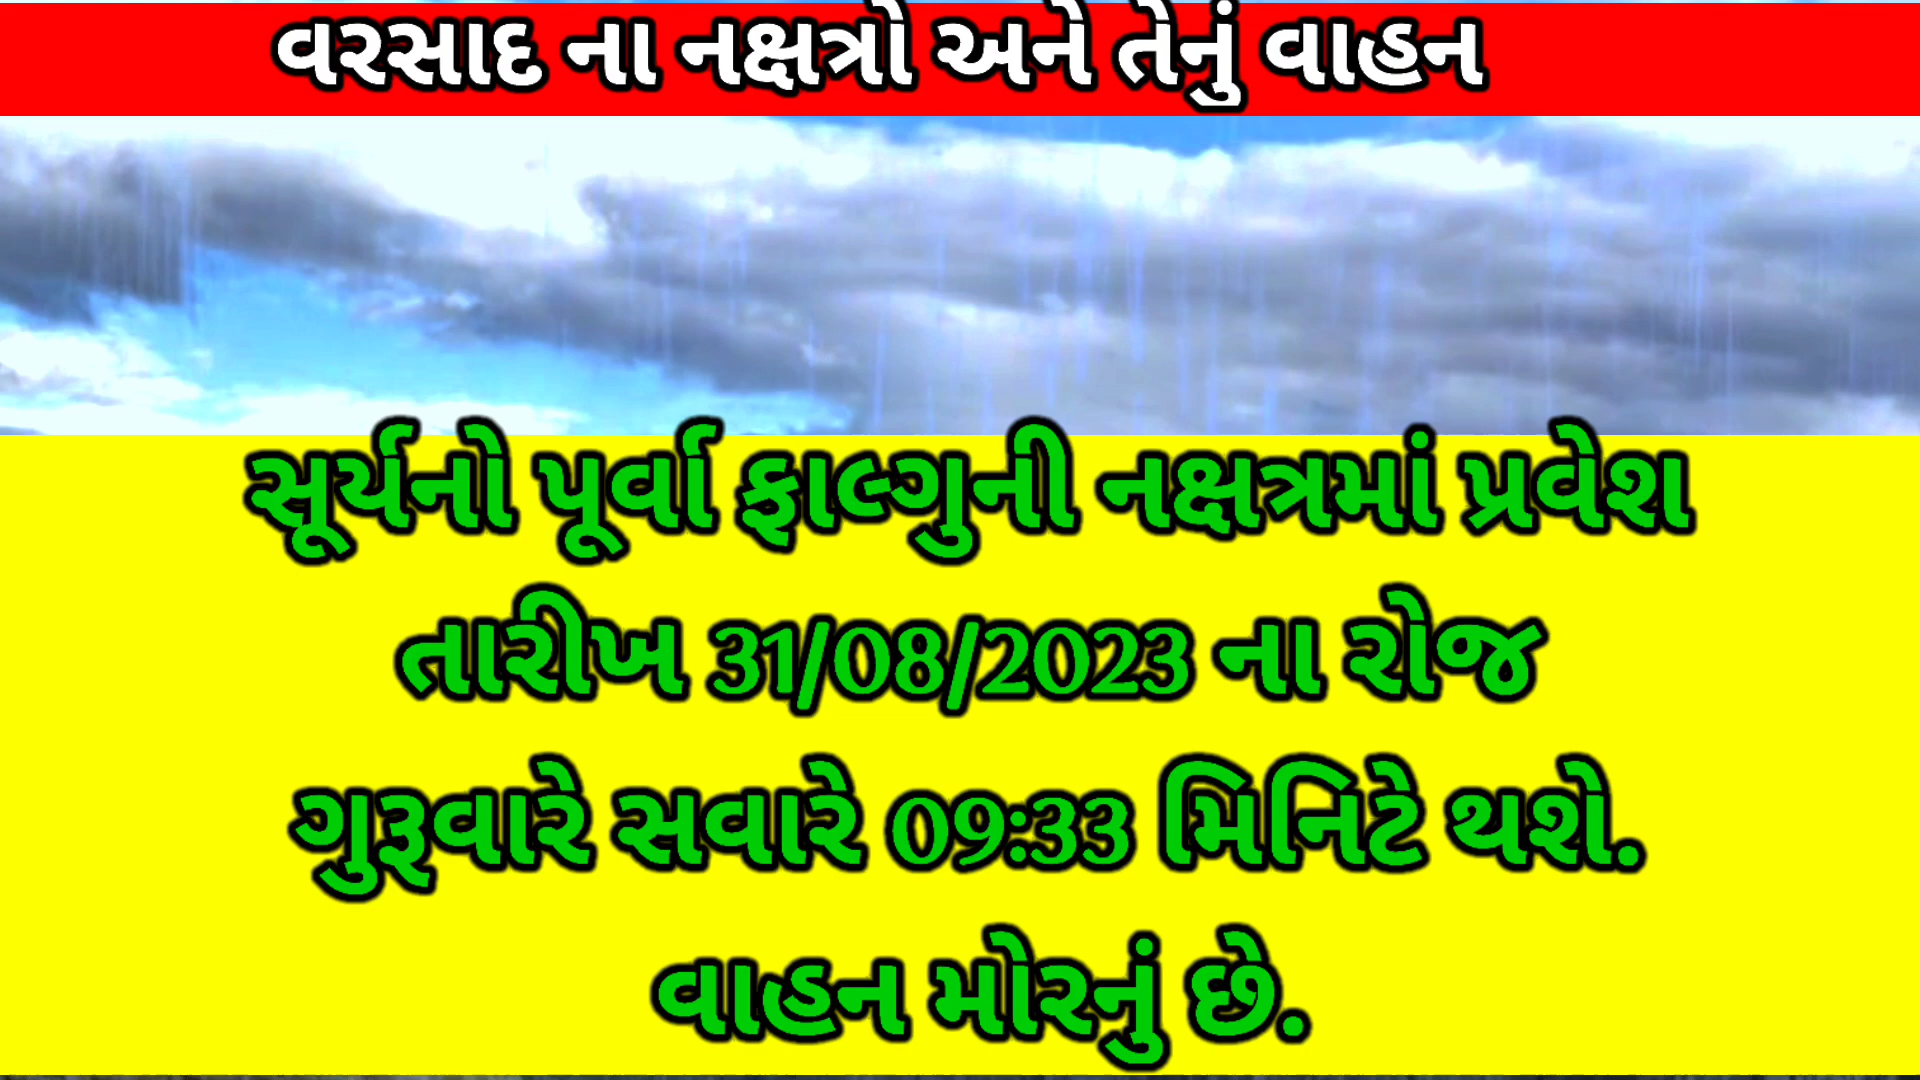 વરસાદ ના નક્ષત્રો અને તેનું વાહન
સૂર્યનો પૂર્વા ફાલ્ગુની નક્ષત્રમાં પ્રવેશ
તારીખ 31/08/2023 ના રોજ
ગુરૂવારે સવારે 09:33 મિનિટે થશે.
વાહન મોરનું છે.